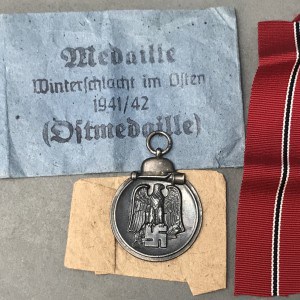 Medaille
Winterschlacht im Osten
1941/42
(Ostmedaille)